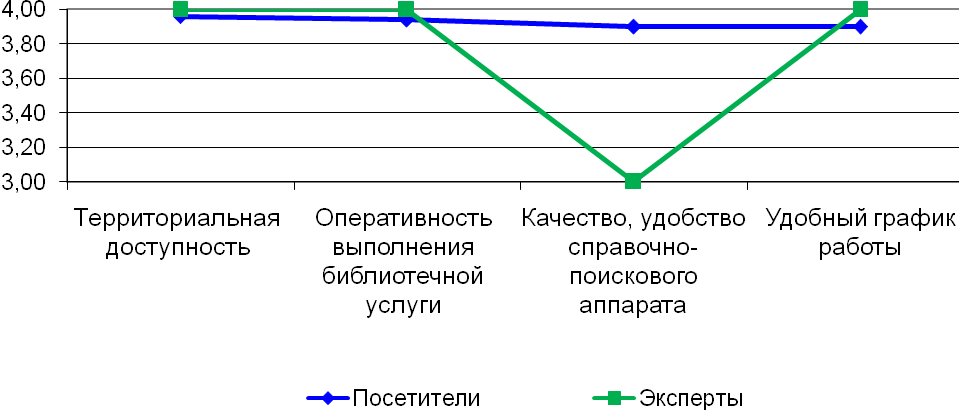 4,00
3,80
3,60
3,40
3,20
3,00
Территориальная
доступность
Оперативность
выполнения
библиотечной
услуги
Качество, удобство
справочно-
поискового
аппарата
Удобный график
работы
Посетители
Эксперты